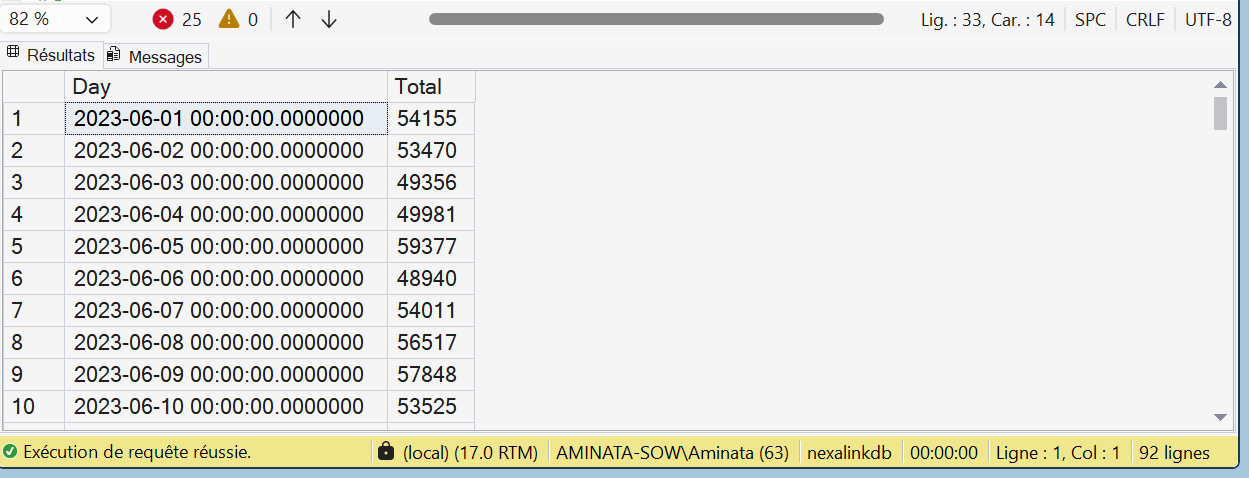 82 % 25 0 Lig. : 33, Car. : 14 SPC CRLF UTF-8
Résultats Messages
Day Total
1 2023-06-01 00:00:00.0000000 54155
2 2023-06-02 00:00:00.0000000 53470
3 2023-06-03 00:00:00.0000000 49356
4 2023-06-04 00:00:00.0000000 49981
5 2023-06-05 00:00:00.0000000 59377
6 2023-06-06 00:00:00.0000000 48940
7 2023-06-07 00:00:00.0000000 54011
8 2023-06-08 00:00:00.0000000 56517
9 2023-06-09 00:00:00.0000000 57848
10 2023-06-10 00:00:00.0000000 53525
Exécution de requête réussie. (local) (17.0 RTM) AMINATA-SOW\Aminata (63) nexalinkdb 00:00:00 Ligne : 1, Col : 1 92 lignes